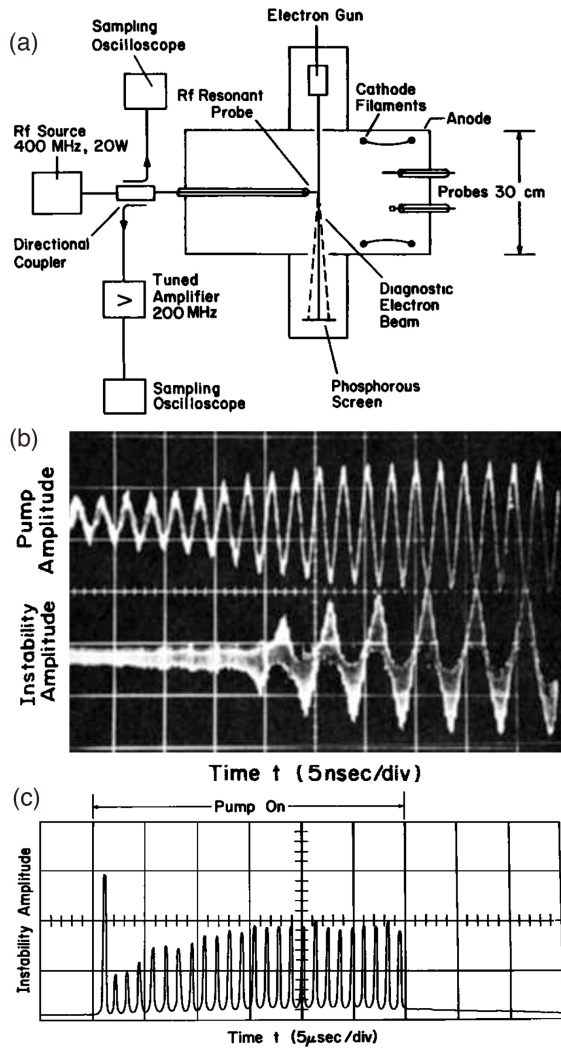 (a)
Sampling
Oscilloscope
Electron Gun
Rf Resonant
Probe
Cathode
Filaments
Anode
Rf Source
400 MHz, 20W
Probes 30 cm
Directional
Coupler
Tuned
Amplifier
200 MHz
>
Diagnostic
Electron
Beam
Phosphorous
Screen
Sampling
Oscilloscope
(b)
Pump
Amplitude
Instability
Amplitude
Time t (5nsec/div)
(c)
Pump On
Instability Amplitude
Time t (5μsec/div)